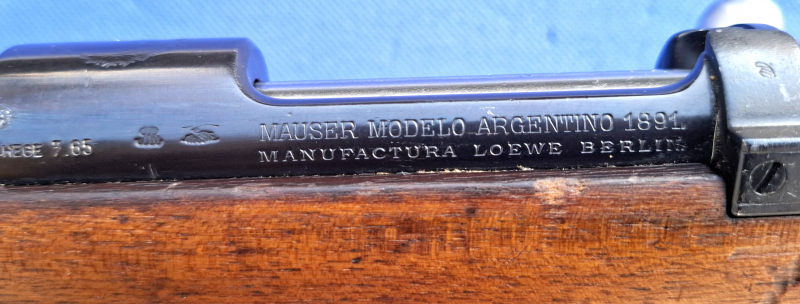 MAUSER MODELO ARGENTINO 1891
MANUFACTURA LOEWE BERLIN.
7.65